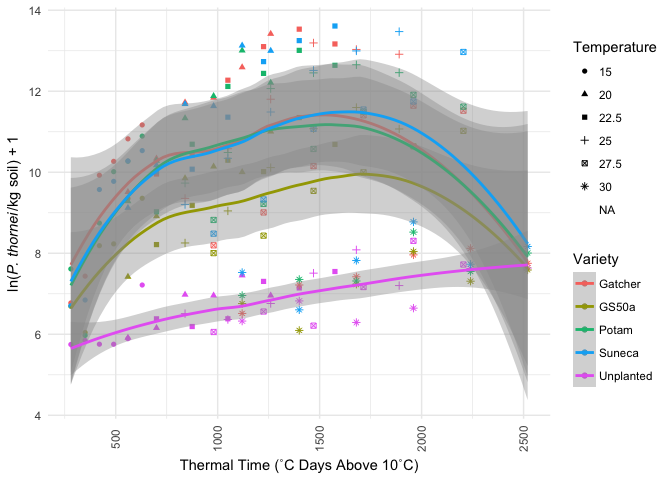 14
12
10
8
6
4
ln(P. thornei/kg soil) + 1
500
1000
1500
2000
2500
Thermal Time (˚C Days Above 10˚C)
Temperature
15
20
22.5
25
27.5
30
NA
Variety
Gatcher
GS50a
Potam
Suneca
Unplanted